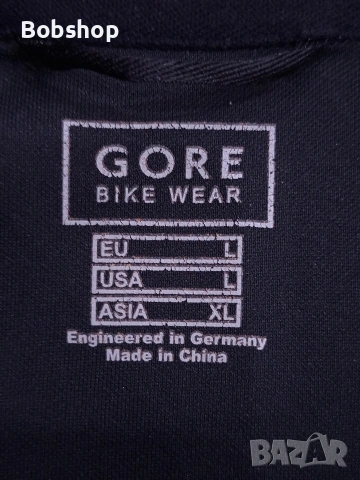 Bobshop
GORE
BIKE WEAR
EU L
USA L
ASIA XL
Engineered in Germany
Made in China
BAZAR